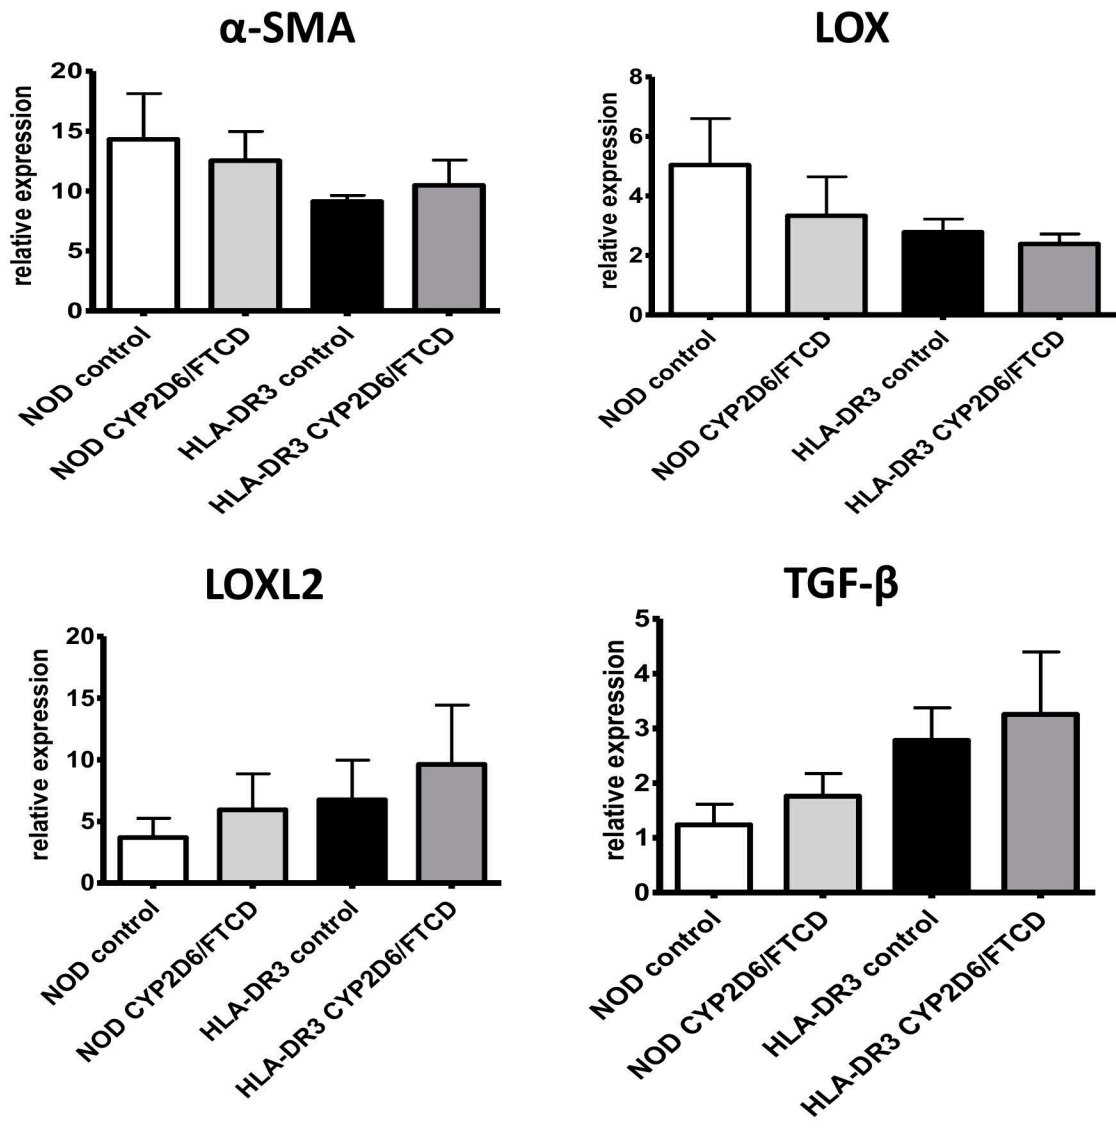 α-SMA
relative expression
20
15
10
5
0
NOD control
NOD CYP2D6/FTCD
HLA-DR3 control
HLA-DR3 CYP2D6/FTCD
LOX
relative expression
8
6
4
2
0
NOD control
NOD CYP2D6/FTCD
HLA-DR3 control
HLA-DR3 CYP2D6/FTCD
LOXL2
relative expression
20
15
10
5
0
NOD control
NOD CYP2D6/FTCD
HLA-DR3 control
HLA-DR3 CYP2D6/FTCD
TGF-β
relative expression
5
4
3
2
1
0
NOD control
NOD CYP2D6/FTCD
HLA-DR3 control
HLA-DR3 CYP2D6/FTCD